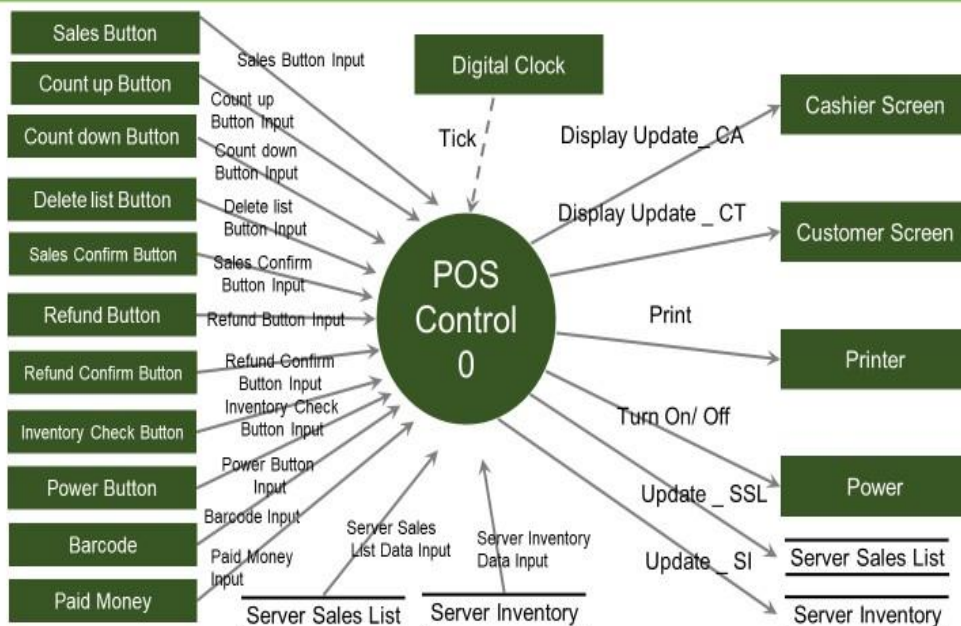 Sales Button
Count up Button
Count down Button
Delete list Button
Sales Confirm Button
Refund Button
Refund Confirm Button
Inventory Check Button
Power Button
Barcode
Paid Money
Sales Button Input
Count up
Button Input
Count down
Button Input
Delete list
Button Input
Sales Confirm
Button Input
Refund Button Input
Refund Confirm
Button Input
Inventory Check
Button Input
Power Button
Input
Barcode Input
Paid Money
Input
Server Sales
List Data Input
Server Inventory
Data Input
Server Sales List
Server Inventory
Digital Clock
Tick
POS
Control
0
Display Update_ CA
Display Update _ CT
Print
Turn On/ Off
Update _ SSL
Update _ SI
Cashier Screen
Customer Screen
Printer
Power
Server Sales List
Server Inventory